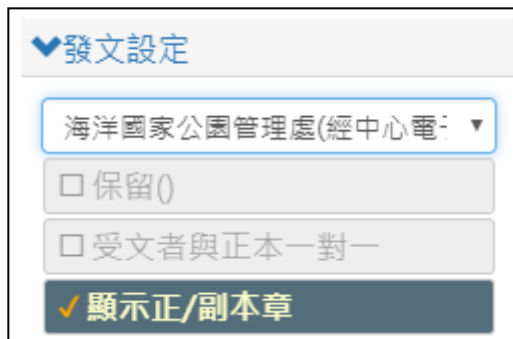 發文設定
海洋國家公園管理處(經中心電
保留()
受文者與正本一對一
顯示正/副本章